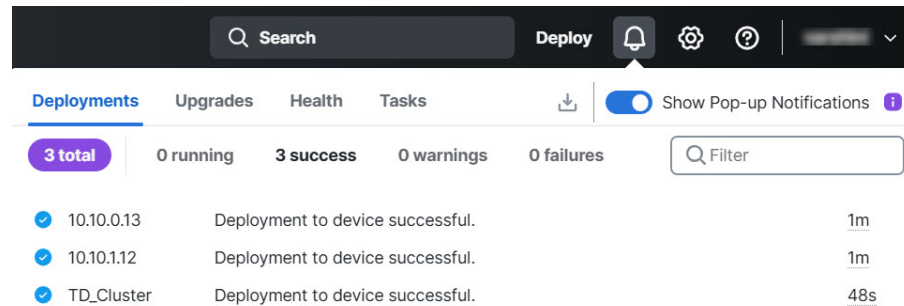 Search Deploy
Deployments Upgrades Health Tasks Show Pop-up Notifications i
3 total 0 running 3 success 0 warnings 0 failures Filter
10.10.0.13 Deployment to device successful. 1m
10.10.1.12 Deployment to device successful. 1m
TD_Cluster Deployment to device successful. 48s